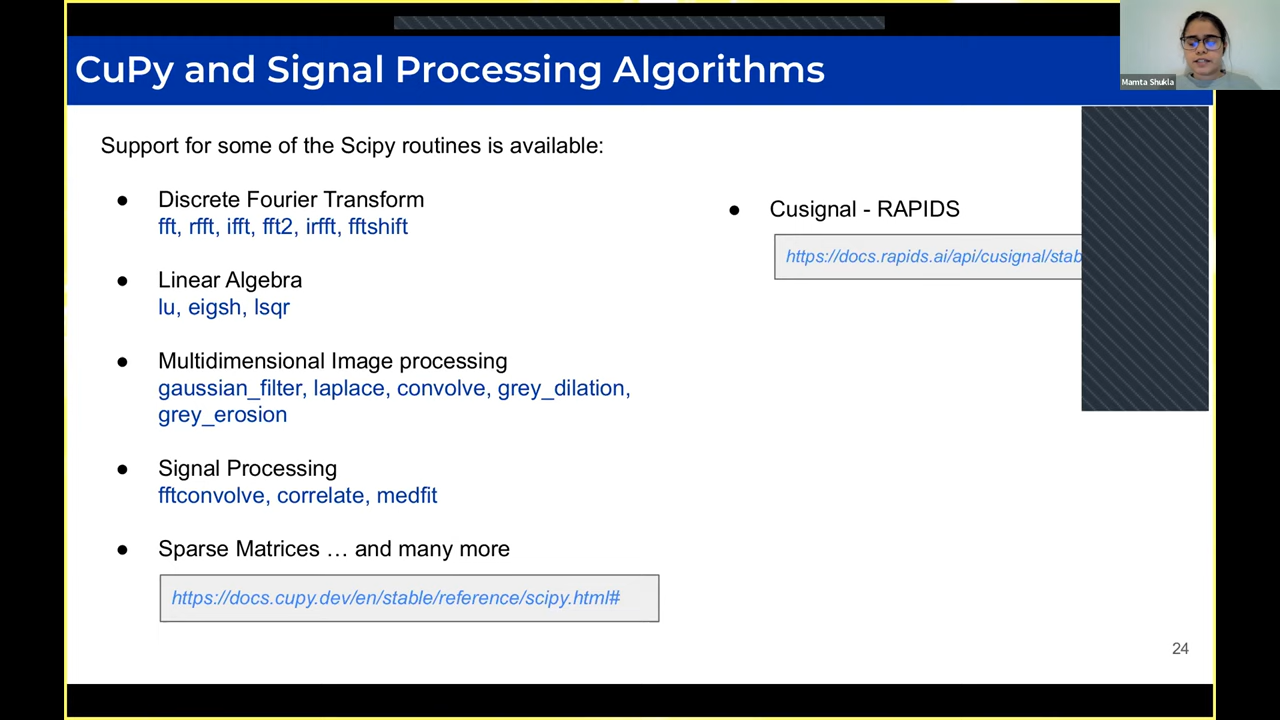 CuPy and Signal Processing Algorithms
Mamta Shukla
Support for some of the Scipy routines is available:
● Discrete Fourier Transform
fft, rfft, ifft, fft2, irfft, fftshift
● Linear Algebra
lu, eigsh, lsqr
● Multidimensional Image processing
gaussian_filter, laplace, convolve, grey_dilation,
grey_erosion
● Signal Processing
fftconvolve, correlate, medfit
● Sparse Matrices … and many more
https://docs.cupy.dev/en/stable/reference/scipy.html#
● Cusignal - RAPIDS
https://docs.rapids.ai/api/cusignal/stab
24